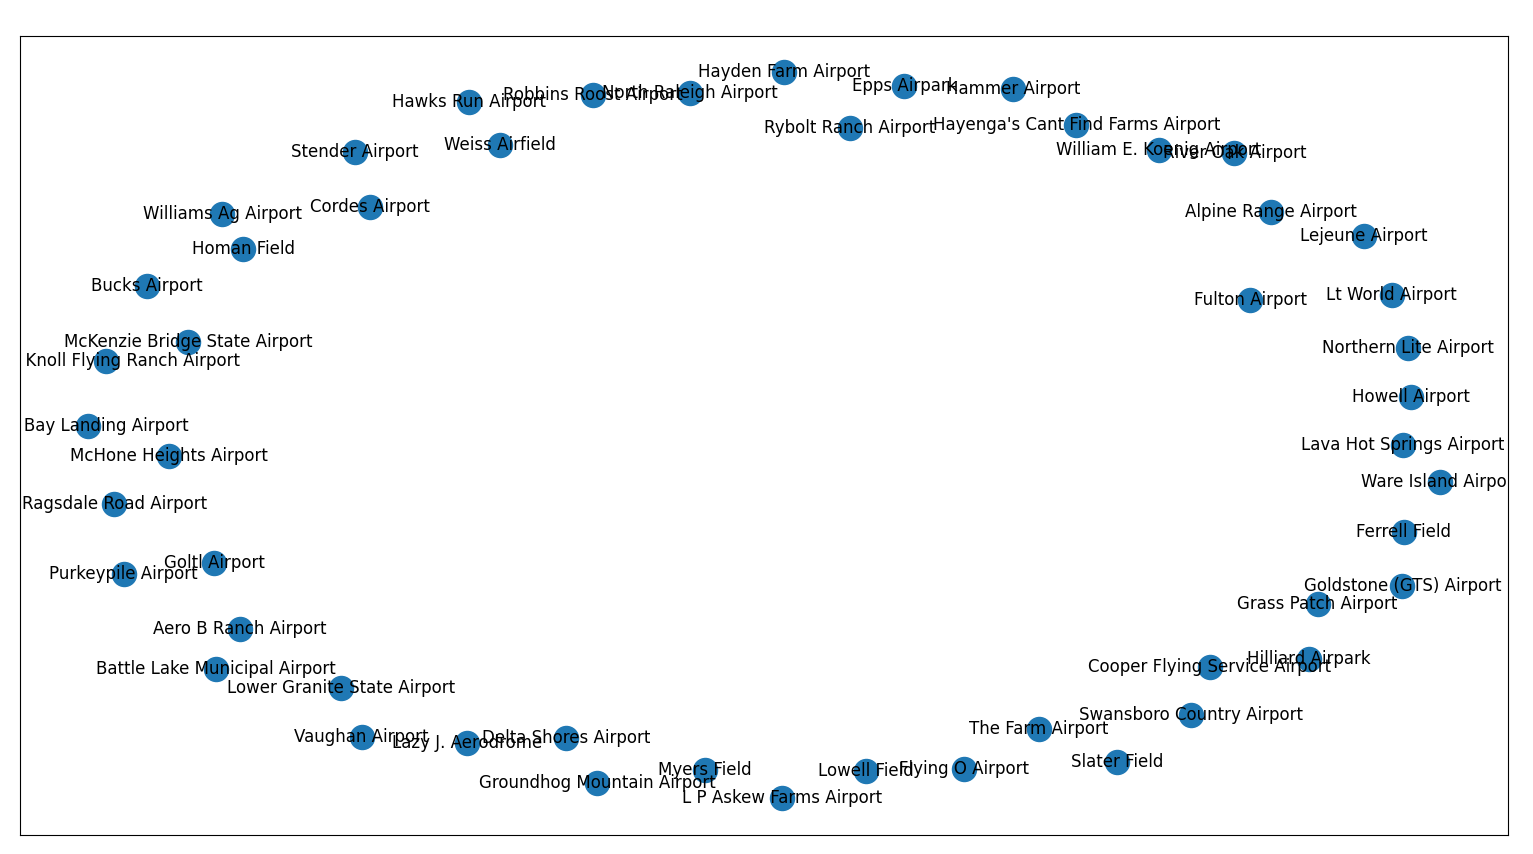 Hayden Farm Airport
Epps Airpark
Hammer Airport
Robbins Roost Airport
North Raleigh Airport
Hawks Run Airport
Rybolt Ranch Airport
Hayenga's Cant Find Farms Airport
Weiss Airfield
Stender Airport
William E. Koenig Airport
River Oak Airport
Cordes Airport
Williams Ag Airport
Alpine Range Airport
Lejeune Airport
Homan Field
Bucks Airport
Lt World Airport
Fulton Airport
McKenzie Bridge State Airport
Northern Lite Airport
Knoll Flying Ranch Airport
Howell Airport
Bay Landing Airport
Lava Hot Springs Airport
McHone Heights Airport
Ware Island Airpo
Ragsdale Road Airport
Ferrell Field
Goltl Airport
Purkeypile Airport
Goldstone (GTS) Airport
Grass Patch Airport
Aero B Ranch Airport
Hilliard Airpark
Battle Lake Municipal Airport
Cooper Flying Service Airport
Lower Granite State Airport
Swansboro Country Airport
The Farm Airport
Vaughan Airport
Lazy J. Aerodrome
Delta Shores Airport
Slater Field
Myers Field
Lowell Field
Flying O Airport
Groundhog Mountain Airport
L P Askew Farms Airport